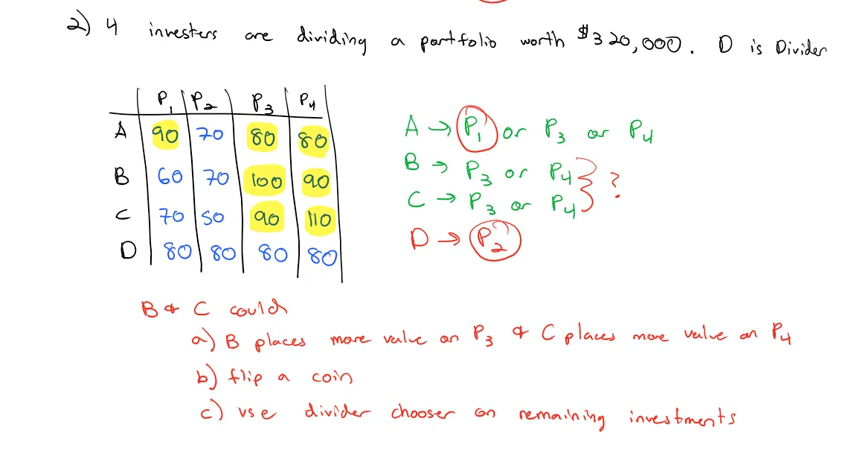 2) 4 investers are dividing a portfolio worth $320,000. D is Divider
P1 P2 P3 P4
A 90 70 80 80
B 60 70 100 90
C 70 50 90 110
D 80 80 80 80
A → P1 or P3 or P4
B → P3 or P4
C → P3 or P4
?
D → P2
B & C could
a) B places more value on P3 & C places more value on P4
b) flip a coin
c) use divider chooser on remaining investments